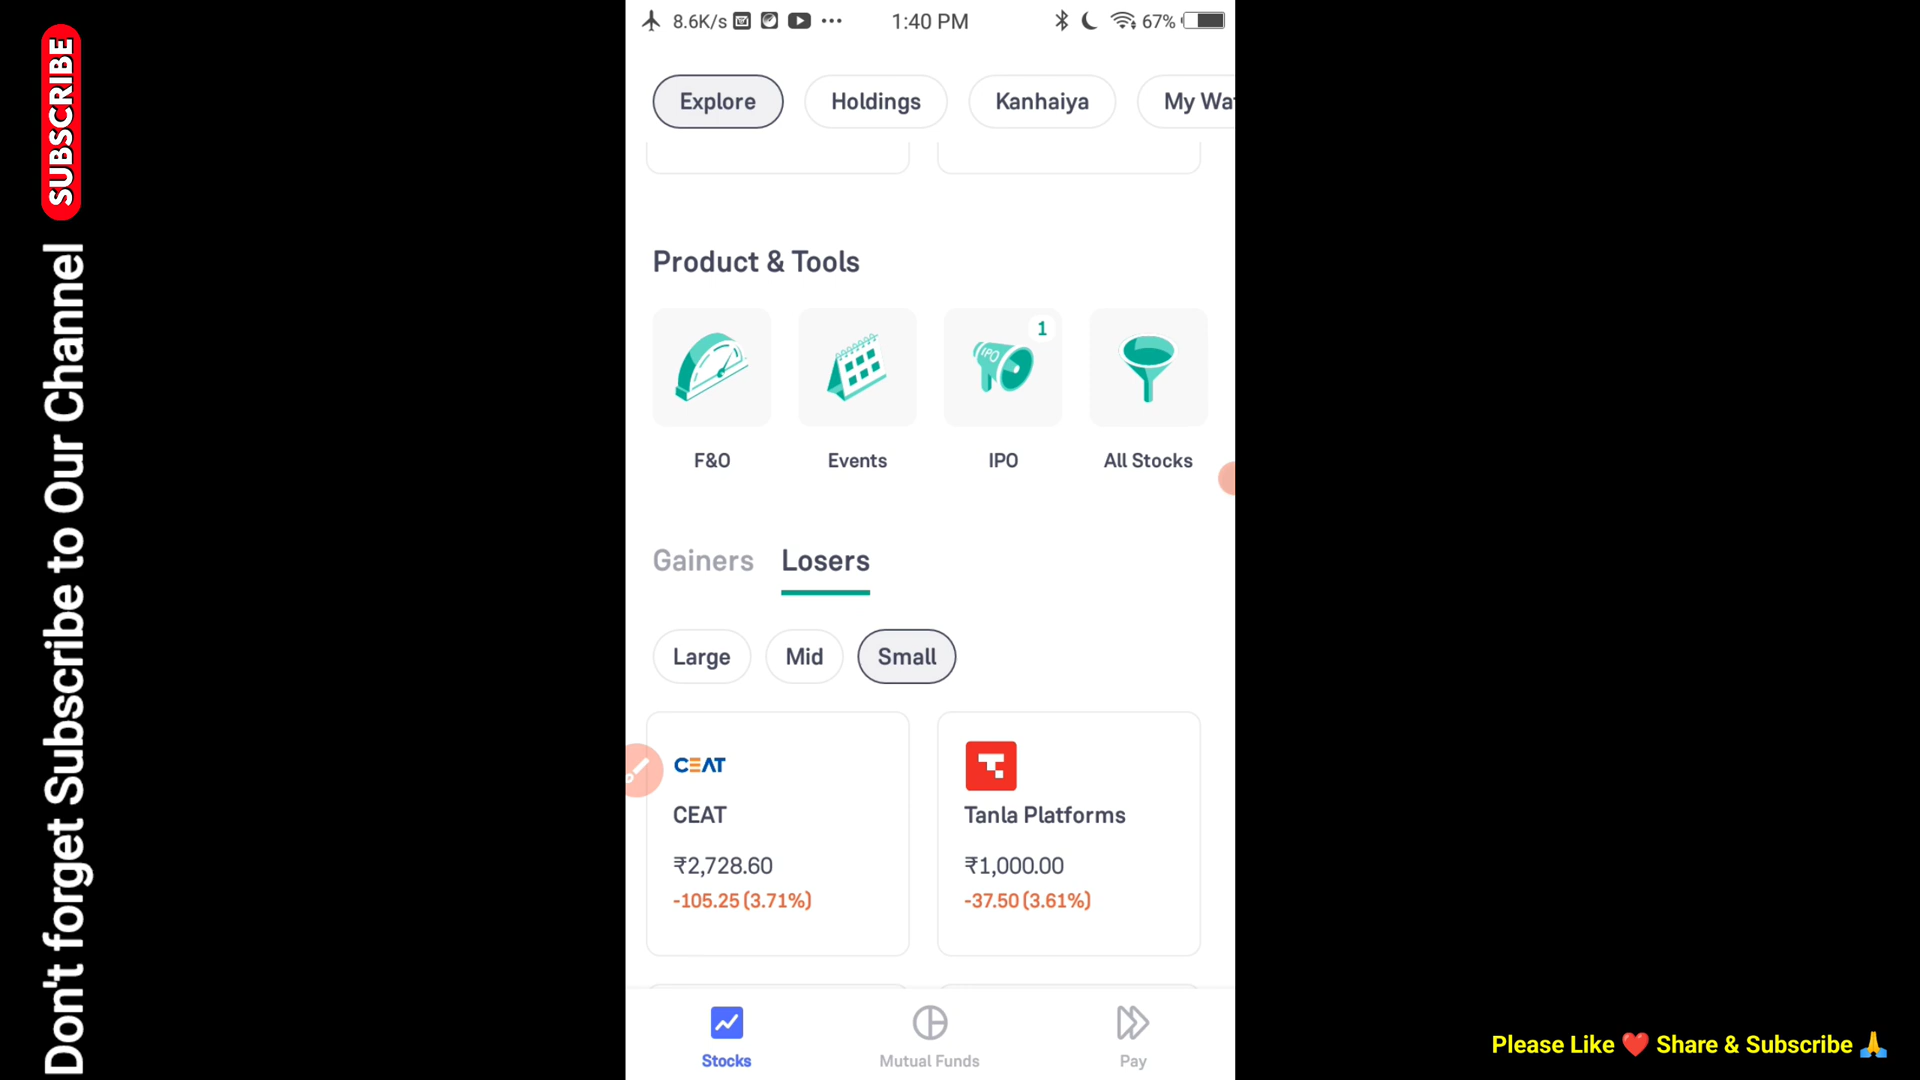 SUBSCRIBE
Don't forget Subscribe to Our Channel
8.6K/s ••• 1:40 PM 67%
Explore Holdings Kanhaiya My Wa
Product & Tools
1
IPO
F&O Events IPO All Stocks
Gainers Losers
Large Mid Small
CEAT
CEAT Tanla Platforms
₹2,728.60 ₹1,000.00
-105.25 (3.71%) -37.50 (3.61%)
Stocks Mutual Funds Pay
Please Like ❤️ Share & Subscribe 🙏